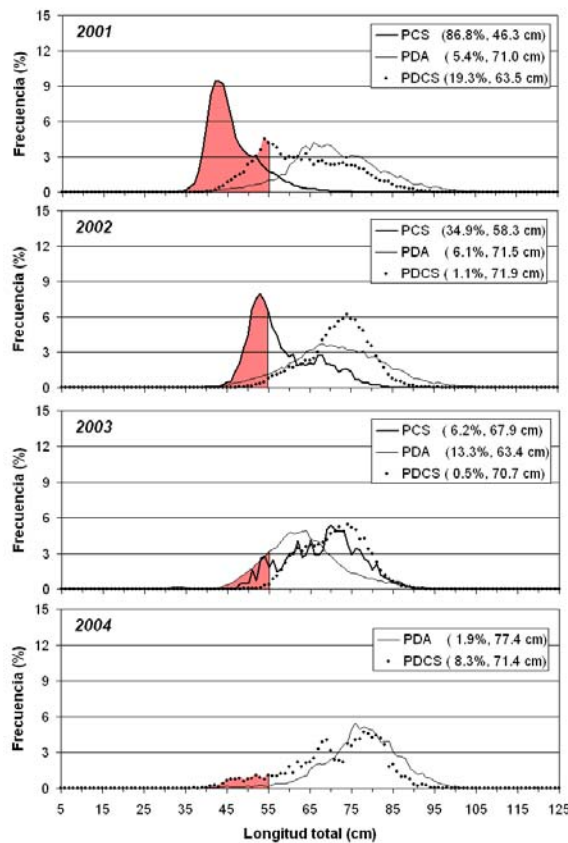 2001
PCS (86.8%, 46.3 cm)
PDA ( 5.4%, 71.0 cm)
PDCS (19.3%, 63.5 cm)
Frecuencia (%)
15
12
9
6
3
0
2002
PCS (34.9%, 58.3 cm)
PDA ( 6.1%, 71.5 cm)
PDCS ( 1.1%, 71.9 cm)
Frecuencia (%)
15
12
9
6
3
0
2003
PCS ( 6.2%, 67.9 cm)
PDA (13.3%, 63.4 cm)
PDCS ( 0.5%, 70.7 cm)
Frecuencia (%)
15
12
9
6
3
0
2004
PDA ( 1.9%, 77.4 cm)
PDCS ( 8.3%, 71.4 cm)
Frecuencia (%)
15
12
9
6
3
0
5 15 25 35 45 55 65 75 85 95 105 115 125
Longitud total (cm)